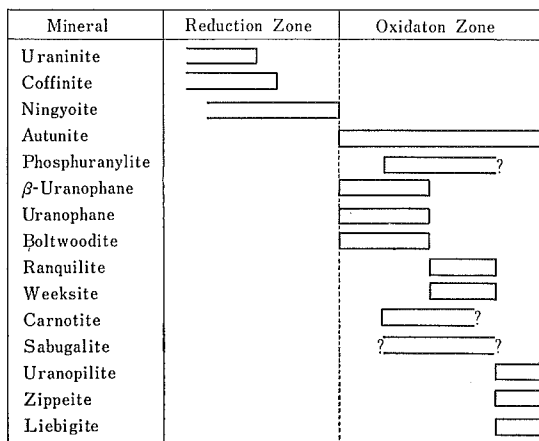 Mineral Reduction Zone Oxidaton Zone
Uraninite
Coffinite
Ningyoite
Autunite
Phosphuranylite ?
β-Uranophane
Uranophane
Boltwoodite
Ranquilite
Weeksite
Carnotite ?
Sabugalite ? ?
Uranopilite
Zippeite
Liebigite